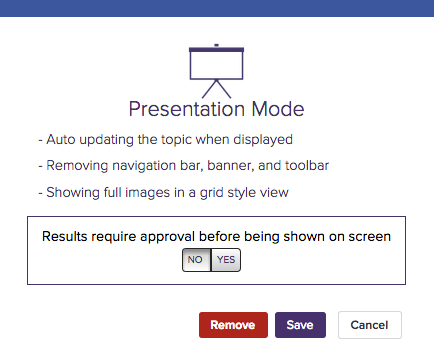 Presentation Mode
- Auto updating the topic when displayed
- Removing navigation bar, banner, and toolbar
- Showing full images in a grid style view
Results require approval before being shown on screen
NO YES
Remove Save Cancel